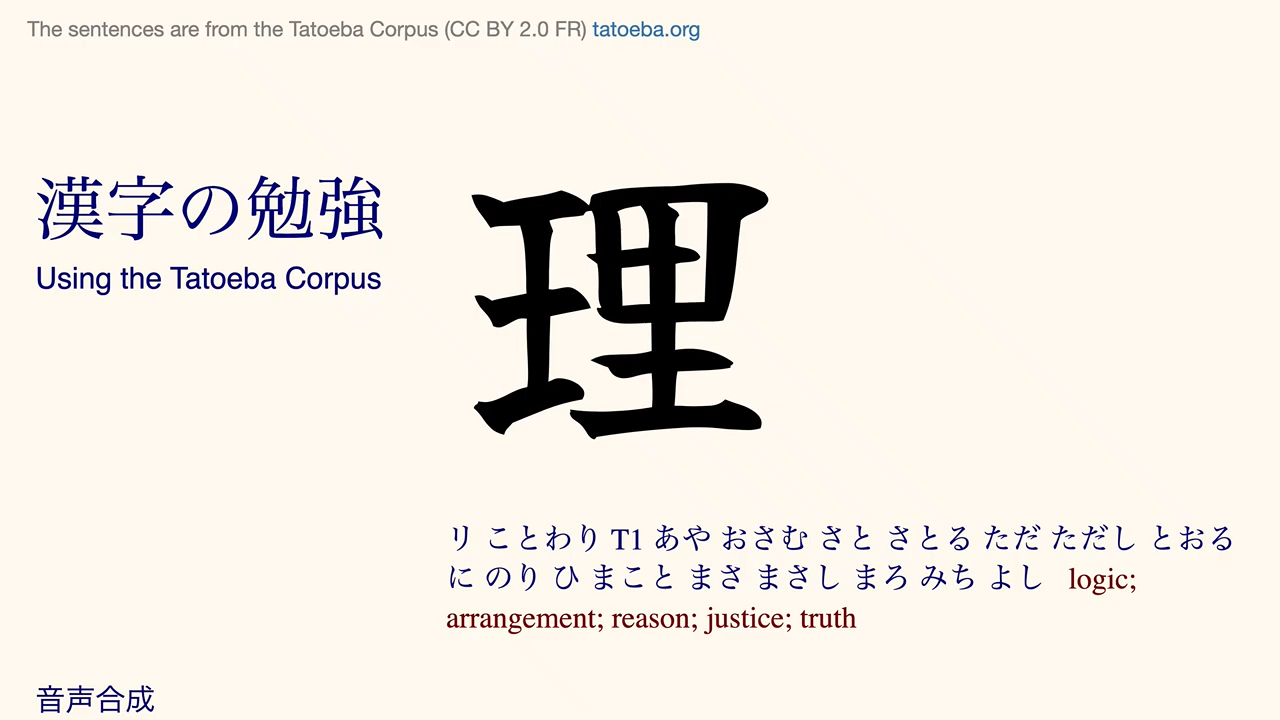 The sentences are from the Tatoeba Corpus (CC BY 2.0 FR) tatoeba.org
漢字の勉強
Using the Tatoeba Corpus
理
リ ことわり T1 あや おさむ さと さとる ただ ただし とおる
に のり ひ まこと まさ まさし まろ みち よし logic;
arrangement; reason; justice; truth
音声合成